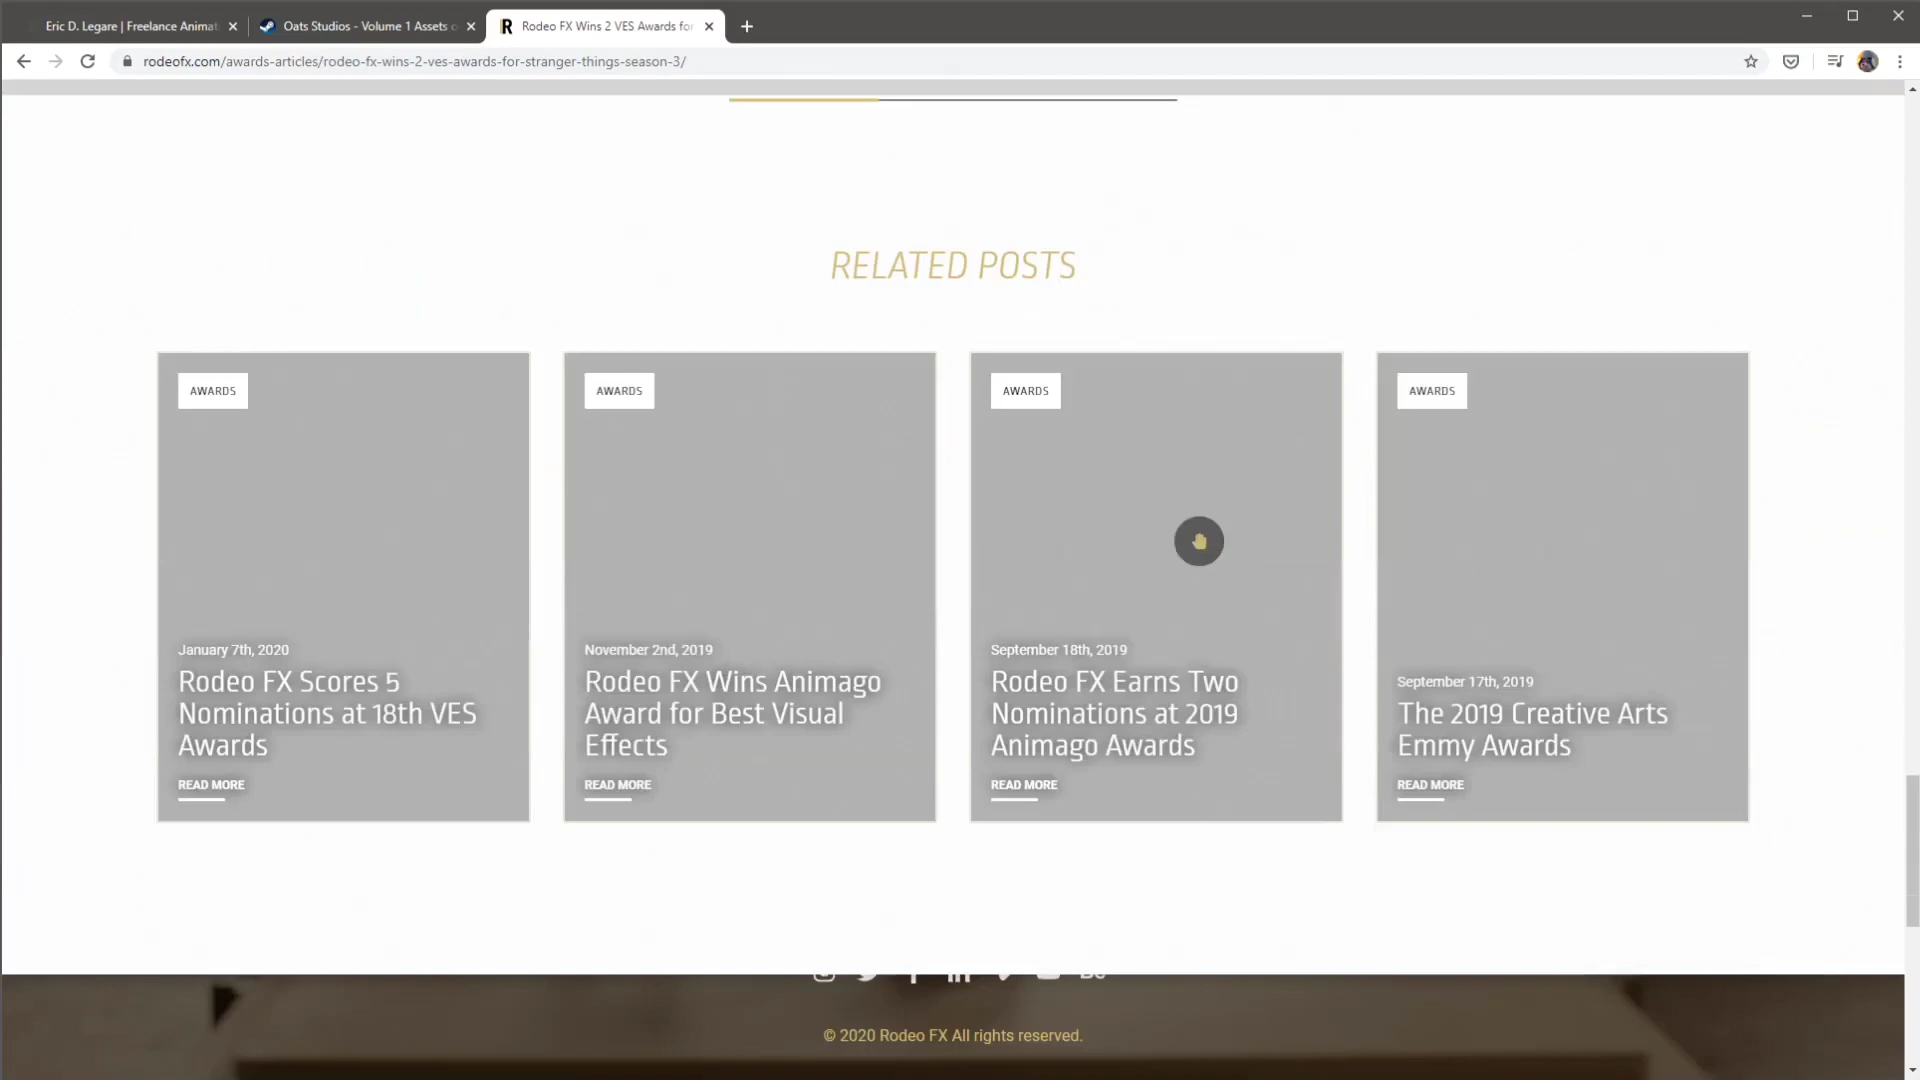 Eric D. Legare | Freelance Animat
Oats Studios - Volume 1 Assets o
Rodeo FX Wins 2 VES Awards for
rodeofx.com/awards-articles/rodeo-fx-wins-2-ves-awards-for-stranger-things-season-3/
RELATED POSTS
AWARDS
January 7th, 2020
Rodeo FX Scores 5
Nominations at 18th VES
Awards
READ MORE
AWARDS
November 2nd, 2019
Rodeo FX Wins Animago
Award for Best Visual
Effects
READ MORE
AWARDS
September 18th, 2019
Rodeo FX Earns Two
Nominations at 2019
Animago Awards
READ MORE
AWARDS
September 17th, 2019
The 2019 Creative Arts
Emmy Awards
READ MORE
© 2020 Rodeo FX All rights reserved.